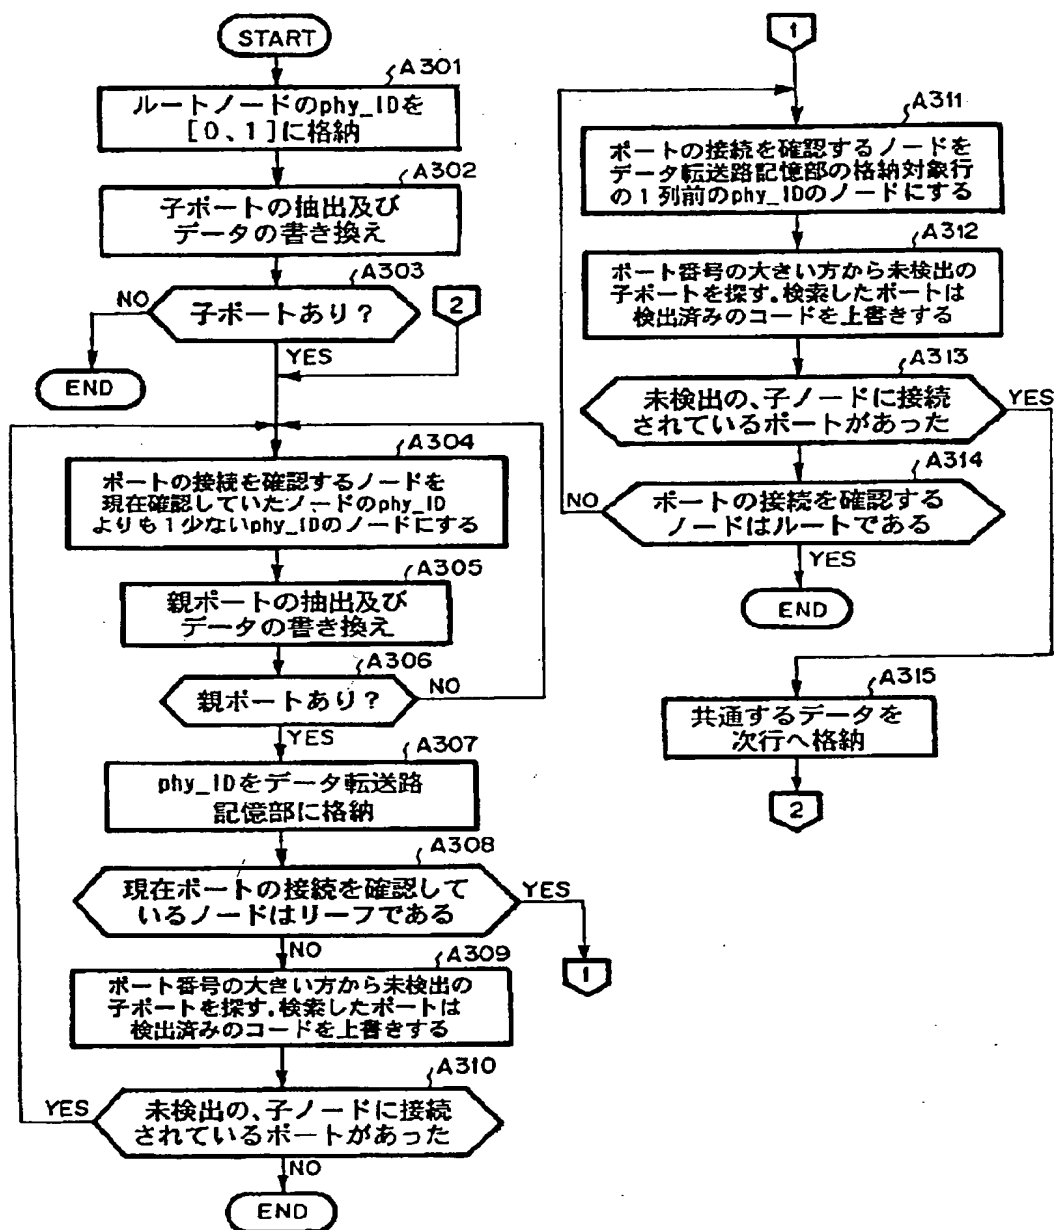 START
A301
ルートノードのphy_IDを
[0、1]に格納
A302
子ポートの抽出及び
データの書き換え
A303
子ポートあり?
NO
YES
END
2
A304
ポートの接続を確認するノードを
現在確認していたノードのphy_ID
よりも1少ないphy_IDのノードにする
A305
親ポートの抽出及び
データの書き換え
A306
親ポートあり?
NO
YES
A307
phy_IDをデータ転送路
記憶部に格納
A308
現在ポートの接続を確認して
いるノードはリーフである
YES
1
NO
A309
ポート番号の大きい方から未検出の
子ポートを探す.検索したポートは
検出済みのコードを上書きする
A310
YES
未検出の、子ノードに接続
されているポートがあった
NO
END
1
A311
ポートの接続を確認するノードを
データ転送路記憶部の格納対象行
の1列前のphy_IDのノードにする
A312
ポート番号の大きい方から未検出の
子ポートを探す.検索したポートは
検出済みのコードを上書きする
A313
未検出の、子ノードに接続
されているポートがあった
YES
A314
NO
ポートの接続を確認する
ノードはルートである
YES
END
A315
共通するデータを
次行へ格納
2